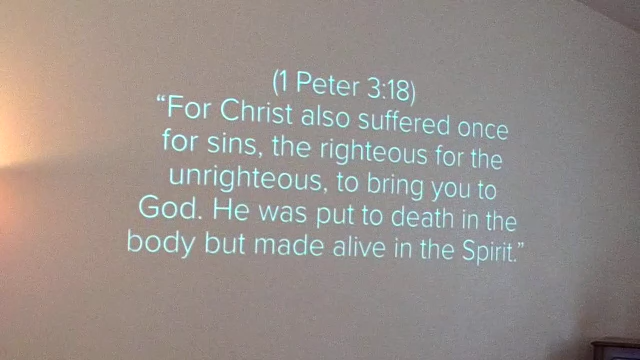 (1 Peter 3:18)
“For Christ also suffered once
for sins, the righteous for the
unrighteous, to bring you to
God. He was put to death in the
body but made alive in the Spirit.”